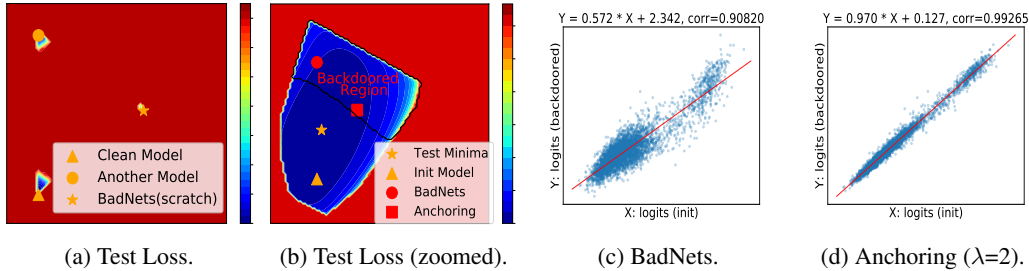 Clean Model
Another Model
BadNets(scratch)
(a) Test Loss.
Backdoored
Region
Test Minima
Init Model
BadNets
Anchoring
(b) Test Loss (zoomed).
Y = 0.572 * X + 2.342, corr=0.90820
Y: logits (backdoored)
X: logits (init)
(c) BadNets.
Y = 0.970 * X + 0.127, corr=0.99265
Y: logits (backdoored)
X: logits (init)
(d) Anchoring (λ=2).